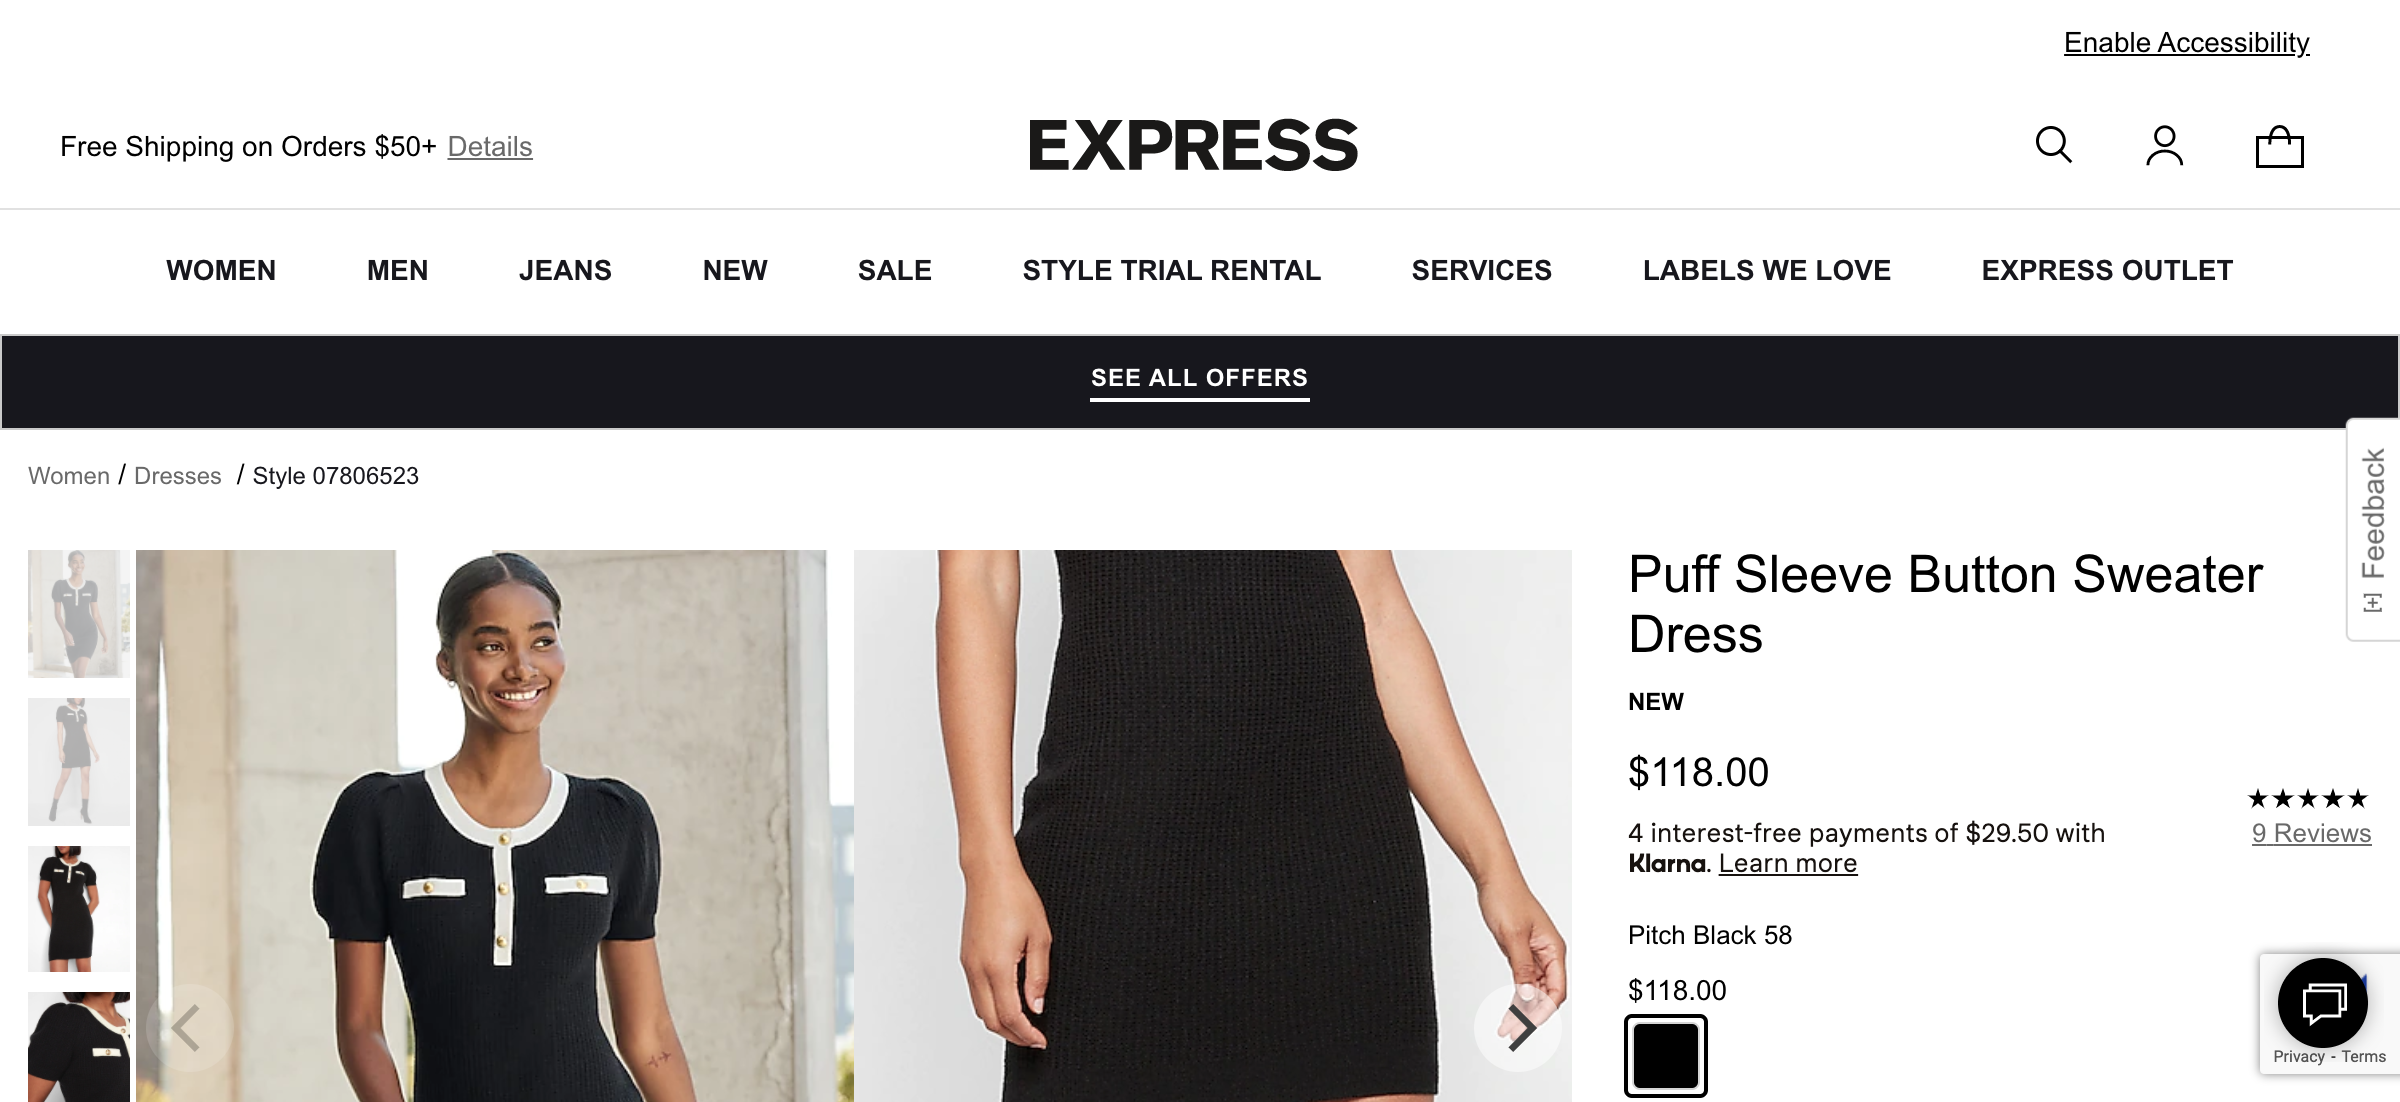 Enable Accessibility
Free Shipping on Orders $50+ Details
EXPRESS
WOMEN MEN JEANS NEW SALE STYLE TRIAL RENTAL SERVICES LABELS WE LOVE EXPRESS OUTLET
SEE ALL OFFERS
Women / Dresses / Style 07806523
[+] Feedback
Puff Sleeve Button Sweater
Dress
NEW
$118.00
★★★★★
9 Reviews
4 interest-free payments of $29.50 with
Klarna. Learn more
Pitch Black 58
$118.00
Privacy - Terms